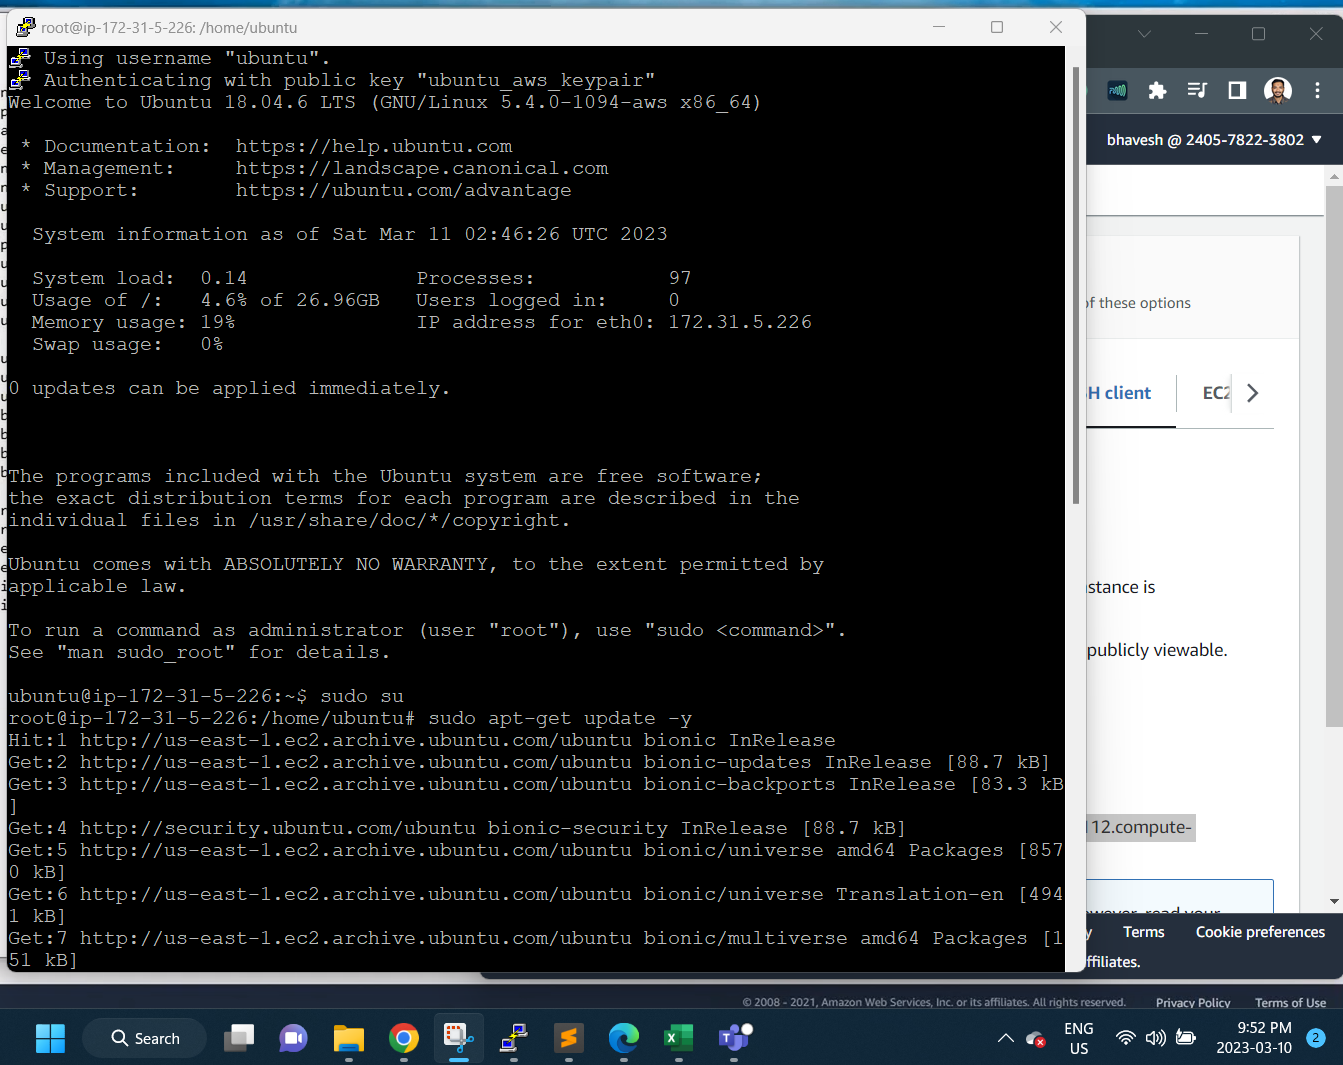 root@ip-172-31-5-226: /home/ubuntu
Using username "ubuntu".
Authenticating with public key "ubuntu_aws_keypair"
Welcome to Ubuntu 18.04.6 LTS (GNU/Linux 5.4.0-1094-aws x86_64)
* Documentation:  https://help.ubuntu.com
* Management:     https://landscape.canonical.com
* Support:        https://ubuntu.com/advantage
System information as of Sat Mar 11 02:46:26 UTC 2023
System load:  0.14              Processes:           97
Usage of /:   4.6% of 26.96GB   Users logged in:     0
Memory usage: 19%               IP address for eth0: 172.31.5.226
Swap usage:   0%
0 updates can be applied immediately.
The programs included with the Ubuntu system are free software;
the exact distribution terms for each program are described in the
individual files in /usr/share/doc/*/copyright.
Ubuntu comes with ABSOLUTELY NO WARRANTY, to the extent permitted by
applicable law.
To run a command as administrator (user "root"), use "sudo <command>".
See "man sudo_root" for details.
ubuntu@ip-172-31-5-226:~$ sudo su
root@ip-172-31-5-226:/home/ubuntu# sudo apt-get update -y
Hit:1 http://us-east-1.ec2.archive.ubuntu.com/ubuntu bionic InRelease
Get:2 http://us-east-1.ec2.archive.ubuntu.com/ubuntu bionic-updates InRelease [88.7 kB]
Get:3 http://us-east-1.ec2.archive.ubuntu.com/ubuntu bionic-backports InRelease [83.3 kB
]
Get:4 http://security.ubuntu.com/ubuntu bionic-security InRelease [88.7 kB]
Get:5 http://us-east-1.ec2.archive.ubuntu.com/ubuntu bionic/universe amd64 Packages [857
0 kB]
Get:6 http://us-east-1.ec2.archive.ubuntu.com/ubuntu bionic/universe Translation-en [494
1 kB]
Get:7 http://us-east-1.ec2.archive.ubuntu.com/ubuntu bionic/multiverse amd64 Packages [1
51 kB]
bhavesh @ 2405-7822-3802
of these options
H client
EC2
stance is
publicly viewable.
112.compute-
wever, read your
y Terms Cookie preferences
ffiliates.
© 2008 - 2021, Amazon Web Services, Inc. or its affiliates. All rights reserved. Privacy Policy Terms of Use
Search
ENG
US
9:52 PM
2023-03-10
2